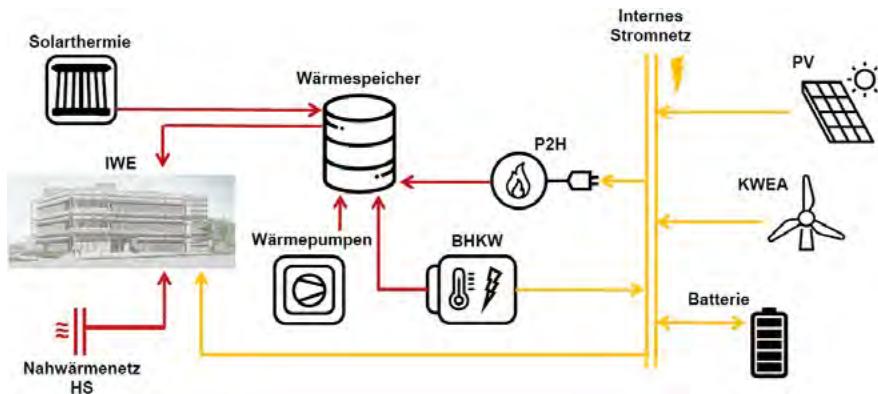 Internes
Stromnetz
Solarthermie
PV
Wärmespeicher
P2H
IWE
KWEA
Wärmepumpen
BHKW
Batterie
Nahwärmenetz
HS